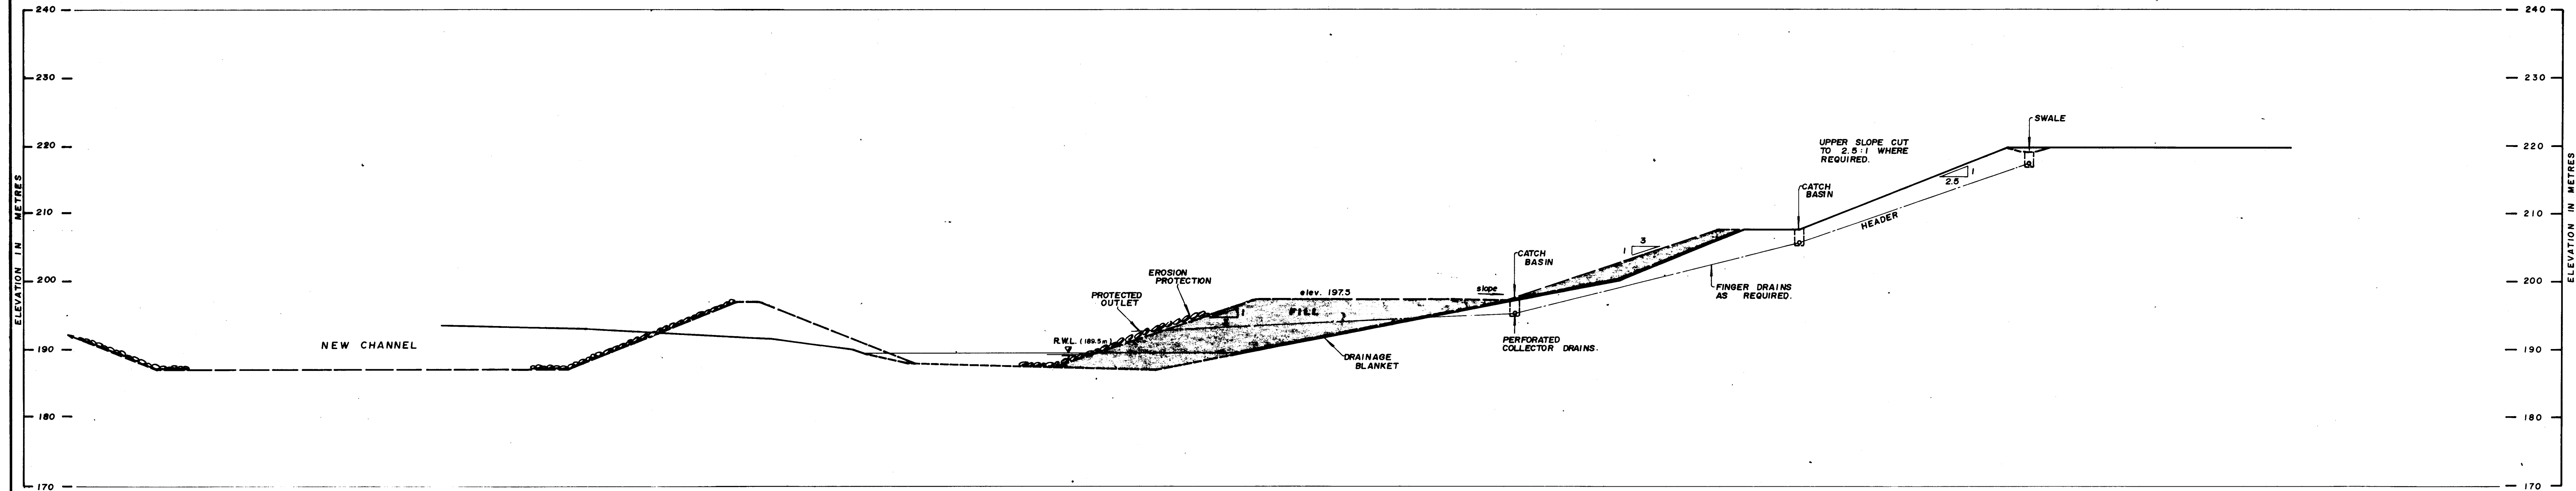 240
230
220
210
200
190
180
170
ELEVATION IN METRES
NEW CHANNEL
R.W.L. (189.5m)
PROTECTED
OUTLET
EROSION
PROTECTION
elev. 197.5
FILL
1
DRAINAGE
BLANKET
slope
CATCH
BASIN
PERFORATED
COLLECTOR DRAINS.
3
1
FINGER DRAINS
AS REQUIRED.
CATCH
BASIN
HEADER
UPPER SLOPE CUT
TO 2.5:1 WHERE
REQUIRED.
2.5
1
SWALE
240
230
220
210
200
190
180
170
ELEVATION IN METRES